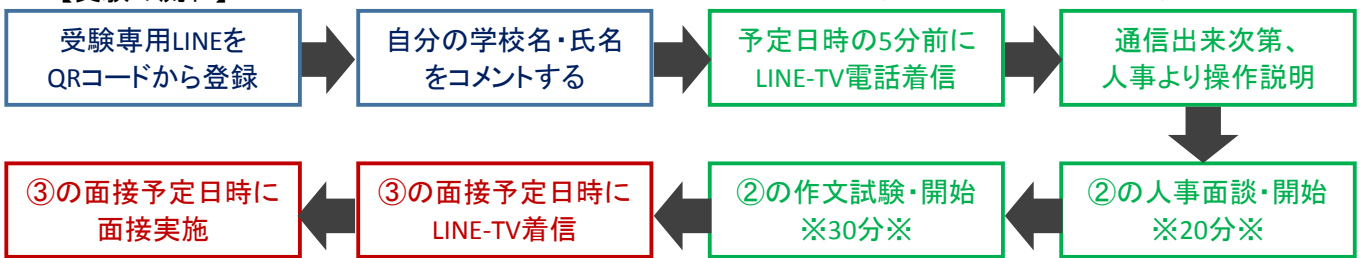 受験専用LINEを
QRコードから登録
自分の学校名・氏名
をコメントする
予定日時の5分前に
LINE-TV電話着信
通信出来次第、
人事より操作説明
②の人事面談・開始
※20分※
②の作文試験・開始
※30分※
③の面接予定日時に
LINE-TV着信
③の面接予定日時に
面接実施